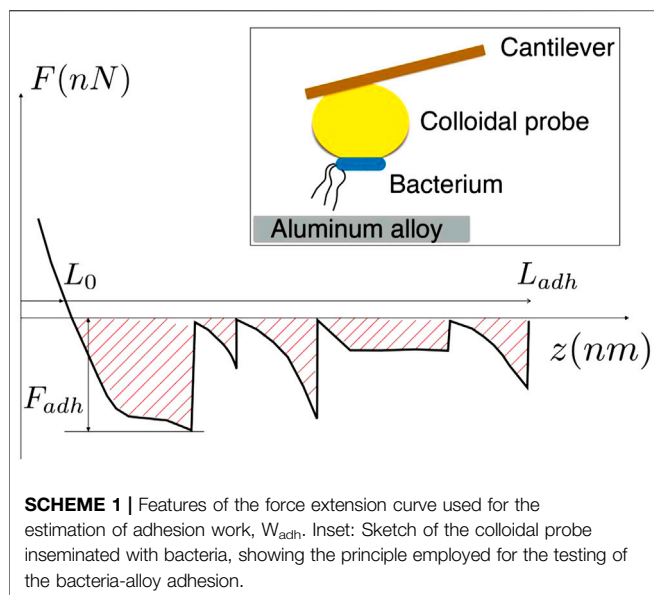 F(nN)
Cantilever
Colloidal probe
Bacterium
Aluminum alloy
L₀
Lₐdₕ
z(nm)
Fₐdₕ
SCHEME 1 | Features of the force extension curve used for the
estimation of adhesion work, Wₐdₕ. Inset: Sketch of the colloidal probe
inseminated with bacteria, showing the principle employed for the testing of
the bacteria-alloy adhesion.